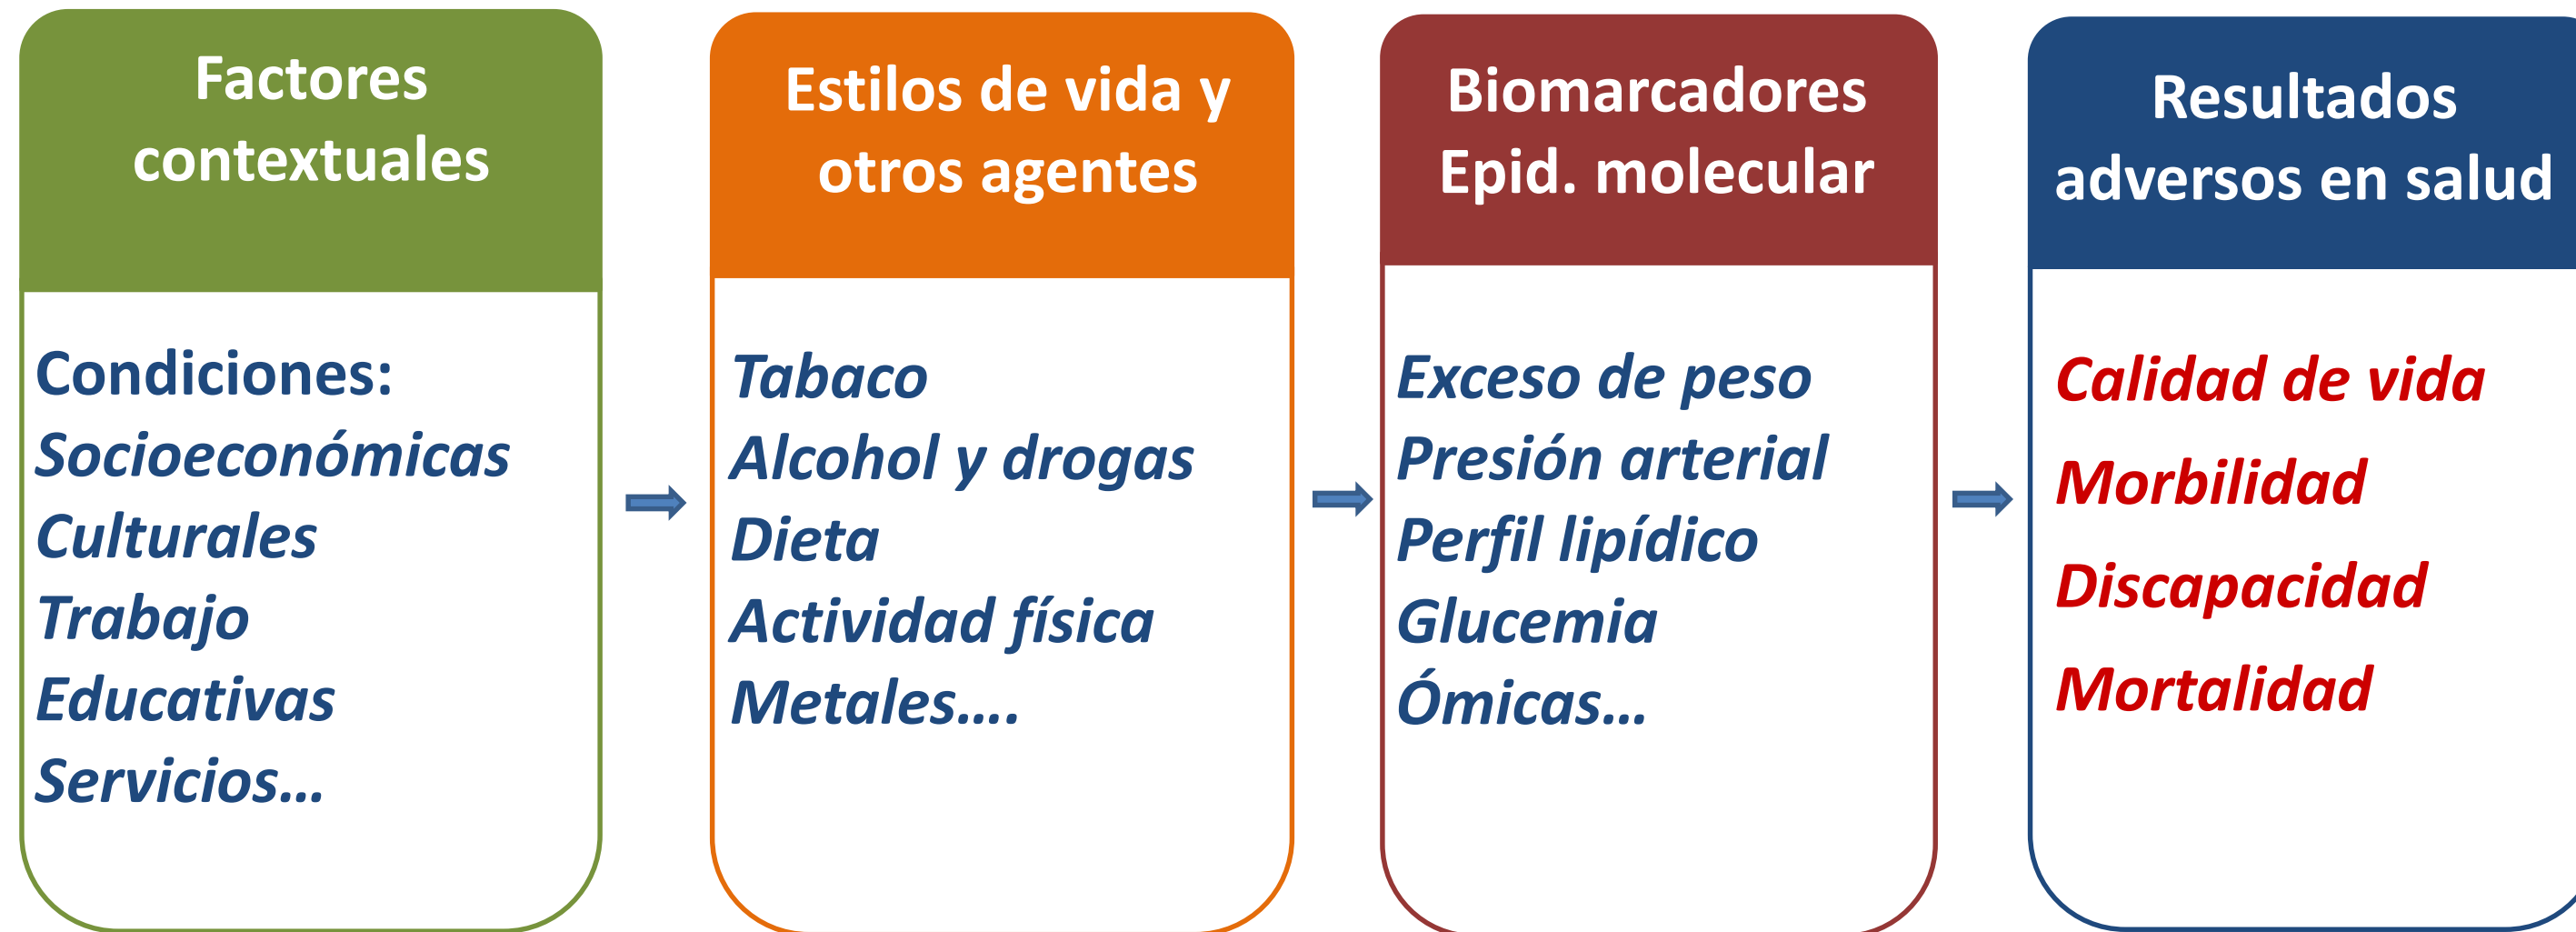 Factores
contextuales
Condiciones:
Socioeconómicas
Culturales
Trabajo
Educativas
Servicios...
Estilos de vida y
otros agentes
Tabaco
Alcohol y drogas
Dieta
Actividad física
Metales....
Biomarcadores
Epid. molecular
Exceso de peso
Presión arterial
Perfil lipídico
Glucemia
Ómicas...
Resultados
adversos en salud
Calidad de vida
Morbilidad
Discapacidad
Mortalidad